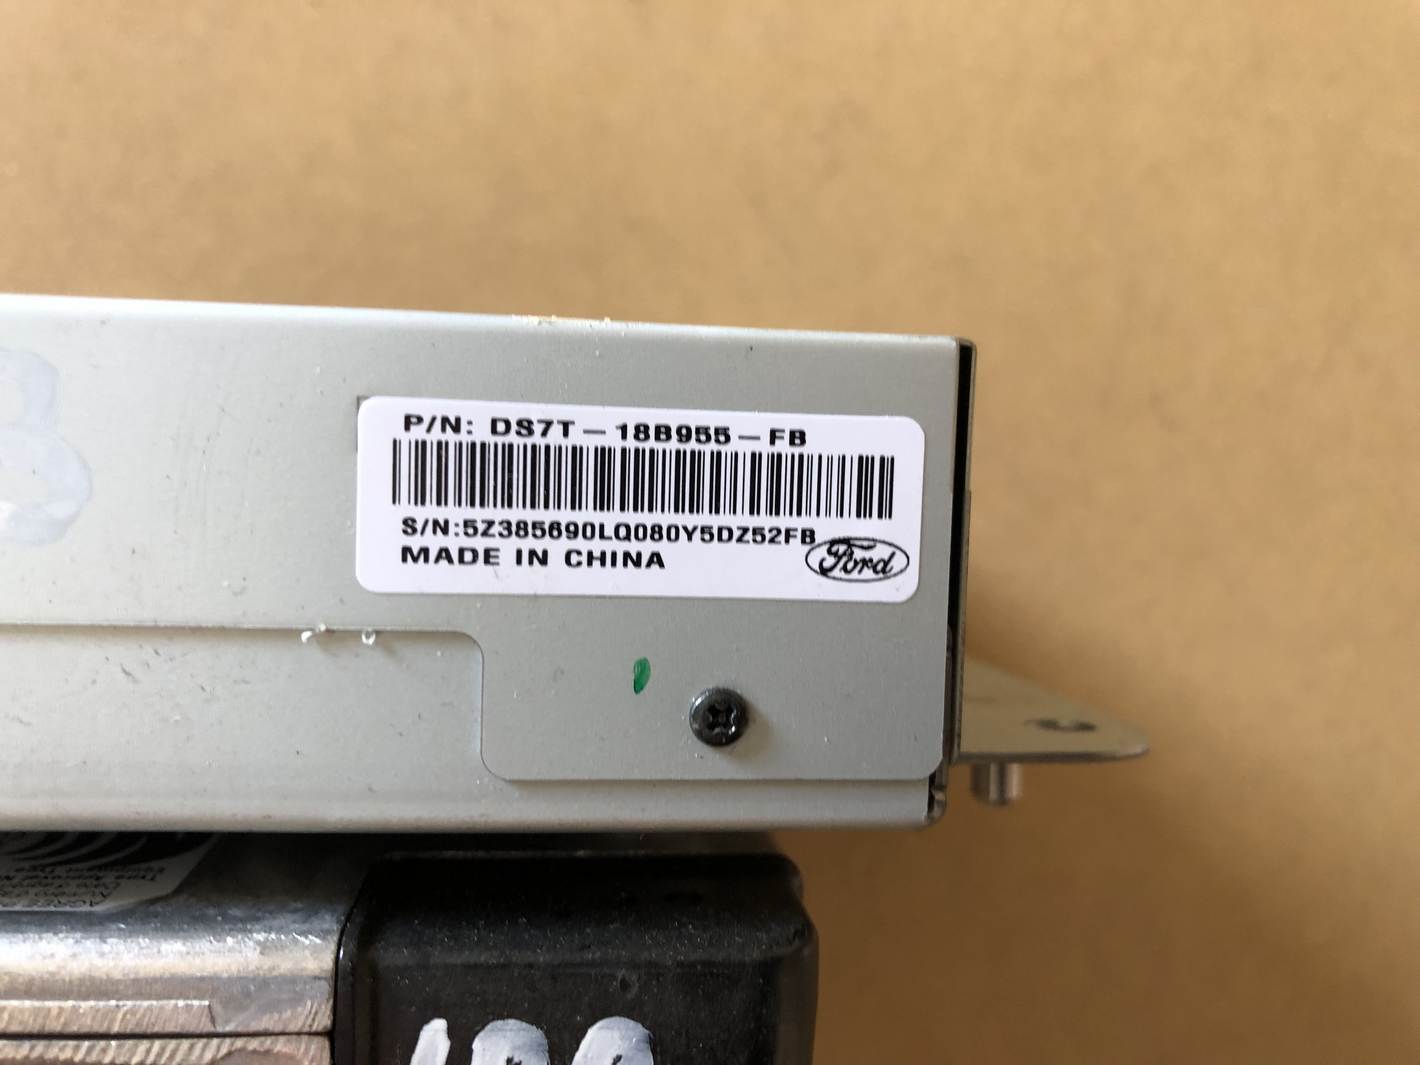 P/N: DS7T-18B955-FB
S/N:5Z385690LQ080Y5DZ52FB
MADE IN CHINA
Ford